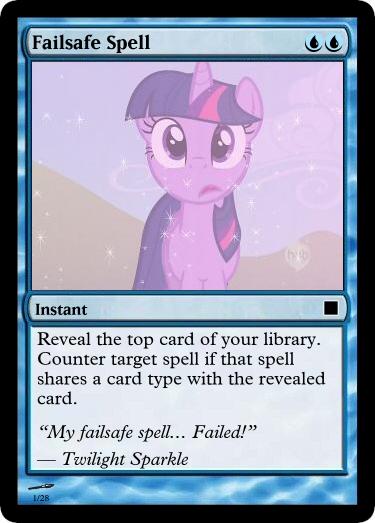 Failsafe Spell
Instant
Reveal the top card of your library.
Counter target spell if that spell
shares a card type with the revealed
card.
“My failsafe spell… Failed!”
— Twilight Sparkle
1/28